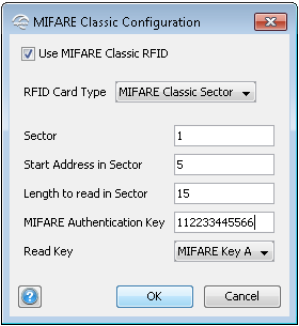 MIFARE Classic Configuration
Use MIFARE Classic RFID
RFID Card Type MIFARE Classic Sector
Sector 1
Start Address in Sector 5
Length to read in Sector 15
MIFARE Authentication Key 112233445566
Read Key MIFARE Key A
? OK Cancel